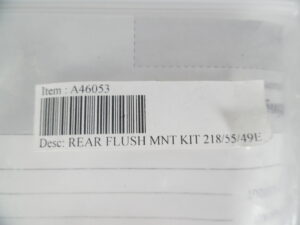 Item : A46053
Desc: REAR FLUSH MNT KIT 218/55/49E